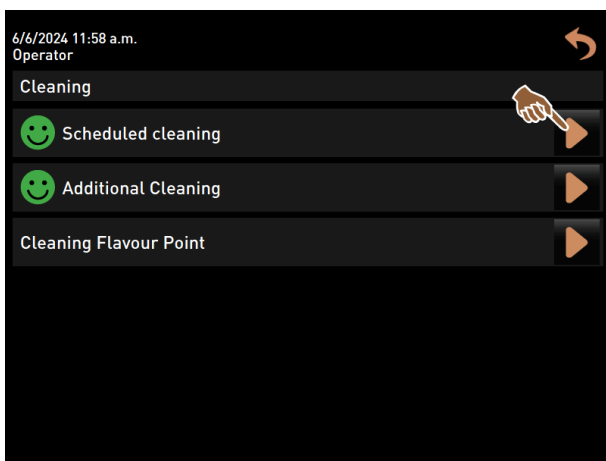 6/6/2024 11:58 a.m.
Operator
Cleaning
Scheduled cleaning
Additional Cleaning
Cleaning Flavour Point